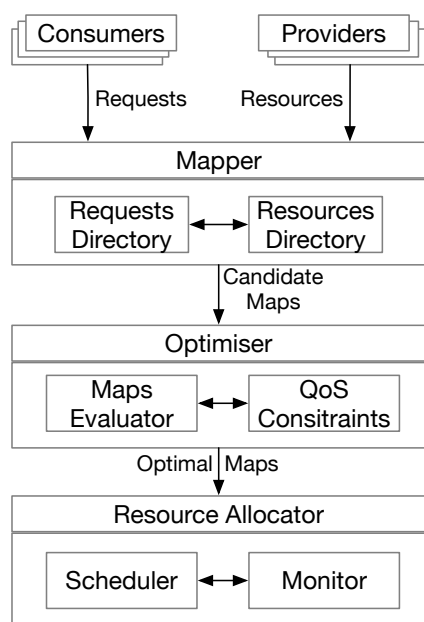 Consumers
Providers
Requests
Resources
Mapper
Requests
Directory
Resources
Directory
Candidate
Maps
Optimiser
Maps
Evaluator
QoS
Consitraints
Optimal Maps
Resource Allocator
Scheduler
Monitor